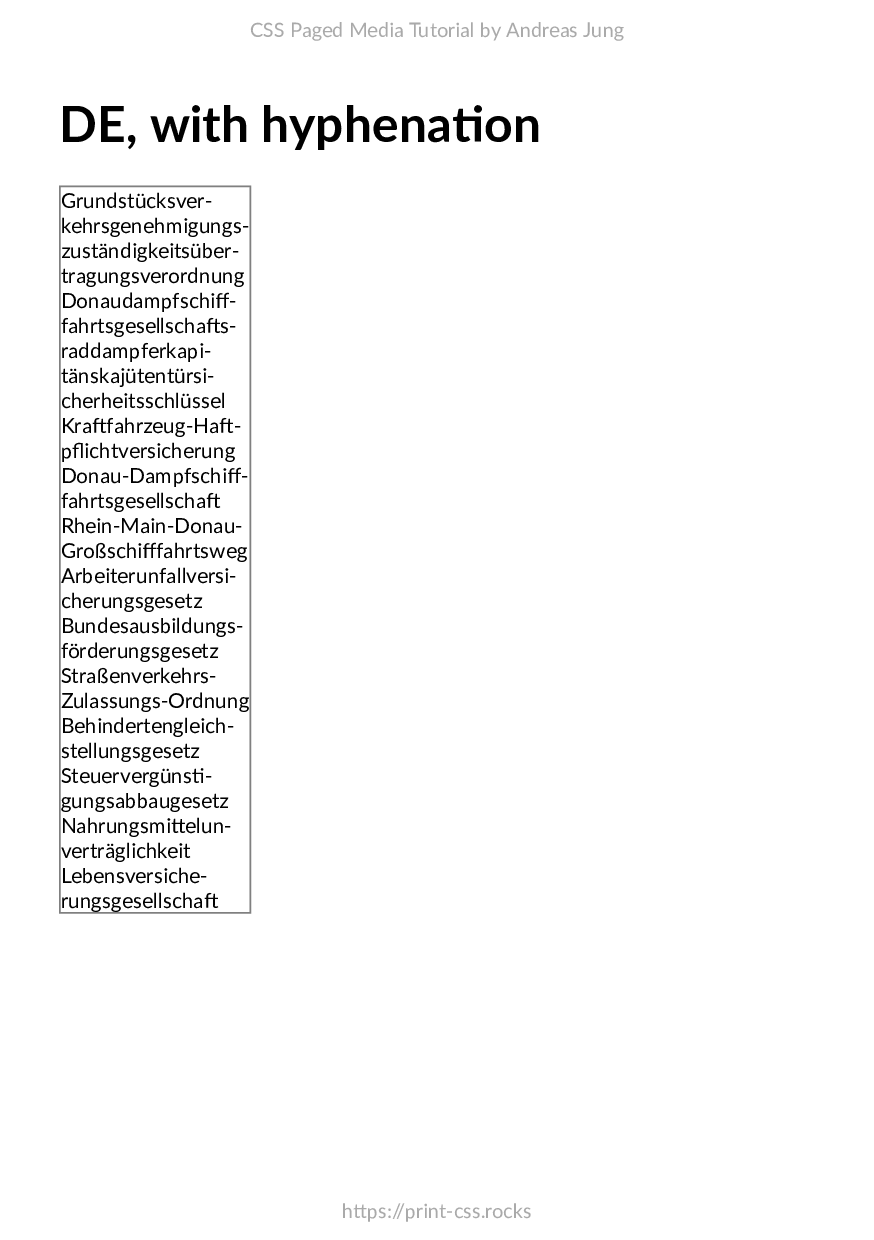 CSS Paged Media Tutorial by Andreas Jung
DE, with hyphenation
Grundstücksver-
kehrsgenehmigungs-
zuständigkeitsüber-
tragungsverordnung
Donaudampfschiff-
fahrtsgesellschafts-
raddampferkapi-
tänskajütentürsi-
cherheitsschlüssel
Kraftfahrzeug-Haft-
pflichtversicherung
Donau-Dampfschiff-
fahrtsgesellschaft
Rhein-Main-Donau-
Großschifffahrtsweg
Arbeiterunfallversi-
cherungsgesetz
Bundesausbildungs-
förderungsgesetz
Straßenverkehrs-
Zulassungs-Ordnung
Behindertengleich-
stellungsgesetz
Steuervergünsti-
gungsabbaugesetz
Nahrungsmittelun-
verträglichkeit
Lebensversiche-
rungsgesellschaft
https://print-css.rocks